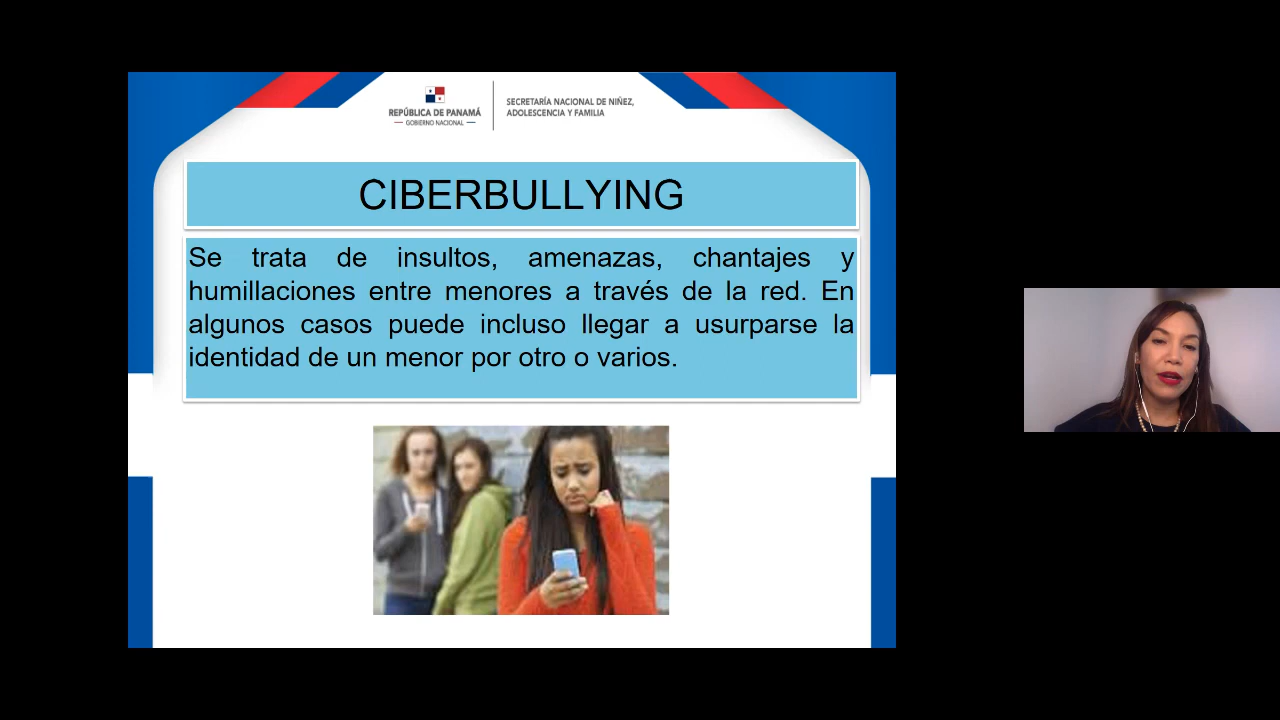 REPÚBLICA DE PANAMÁ
— GOBIERNO NACIONAL —
SECRETARÍA NACIONAL DE NIÑEZ,
ADOLESCENCIA Y FAMILIA
CIBERBULLYING
Se trata de insultos, amenazas, chantajes y
humillaciones entre menores a través de la red. En
algunos casos puede incluso llegar a usurparse la
identidad de un menor por otro o varios.